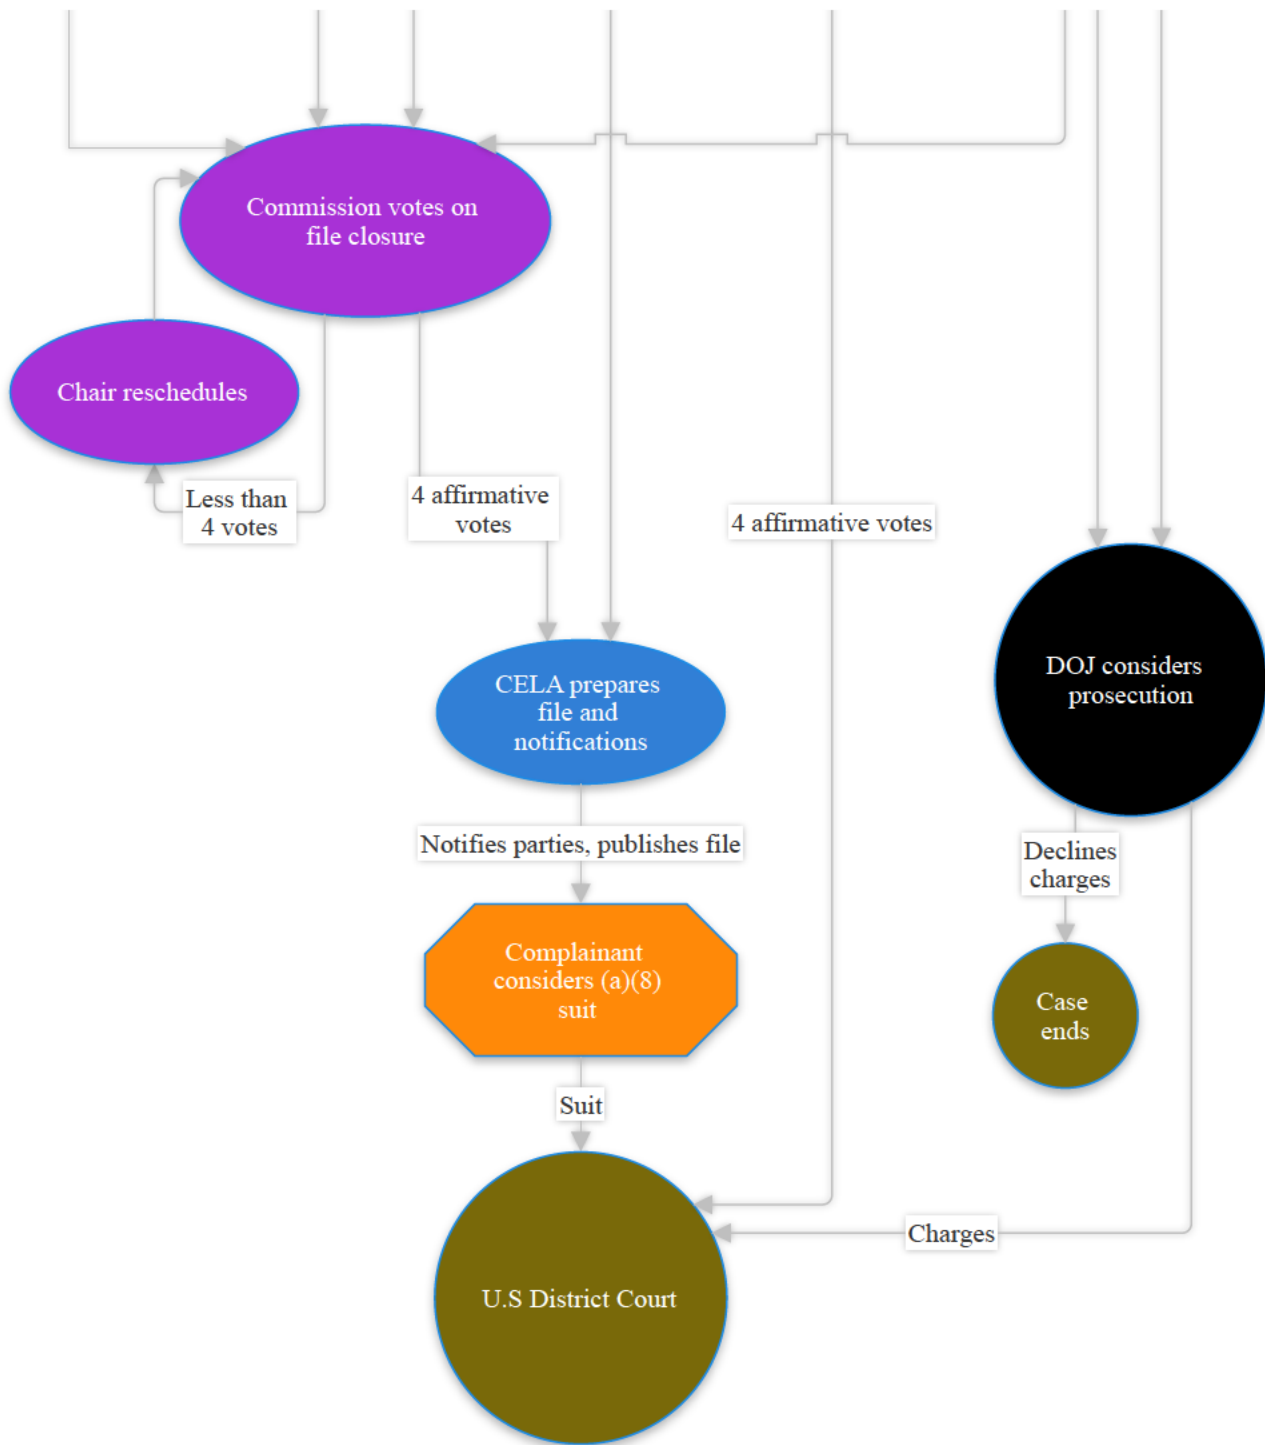 Commission votes on
file closure
Chair reschedules
Less than
4 votes
4 affirmative
votes
4 affirmative votes
CELA prepares
file and
notifications
DOJ considers
prosecution
Notifies parties, publishes file
Declines
charges
Complainant
considers (a)(8)
suit
Case
ends
Suit
Charges
U.S District Court